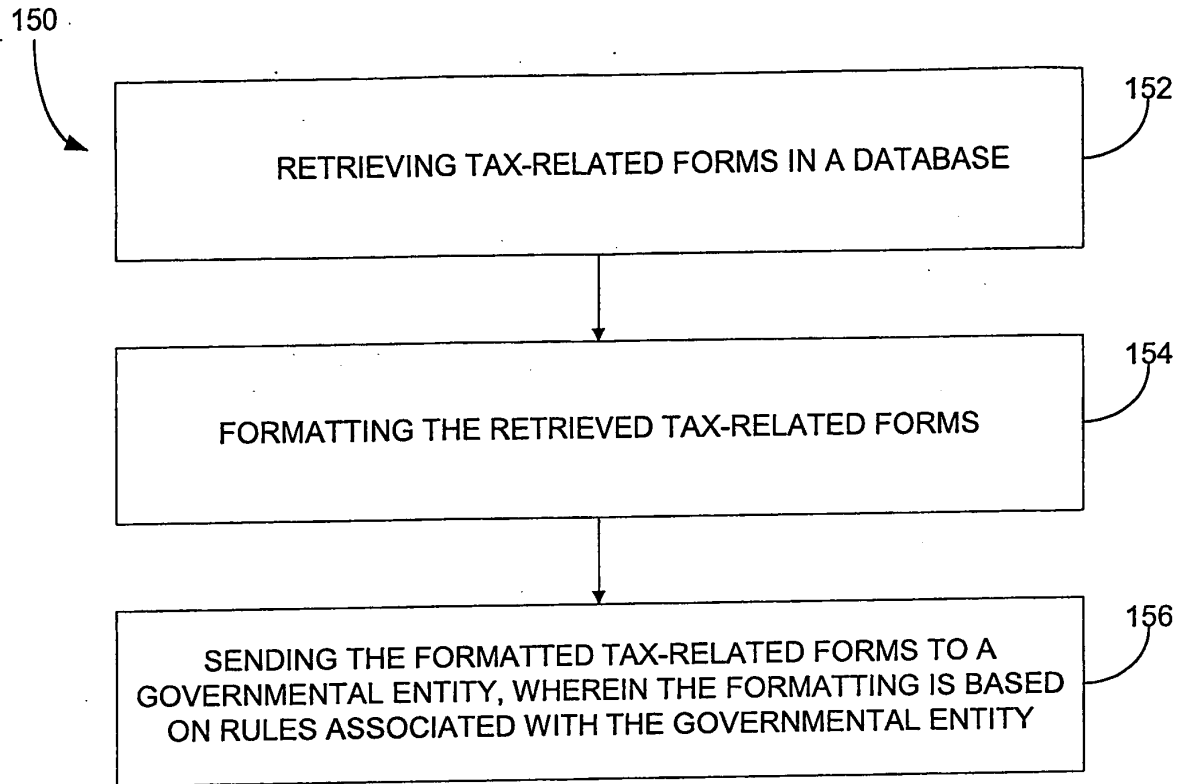 150
152
RETRIEVING TAX-RELATED FORMS IN A DATABASE
154
FORMATTING THE RETRIEVED TAX-RELATED FORMS
156
SENDING THE FORMATTED TAX-RELATED FORMS TO A
GOVERNMENTAL ENTITY, WHEREIN THE FORMATTING IS BASED
ON RULES ASSOCIATED WITH THE GOVERNMENTAL ENTITY